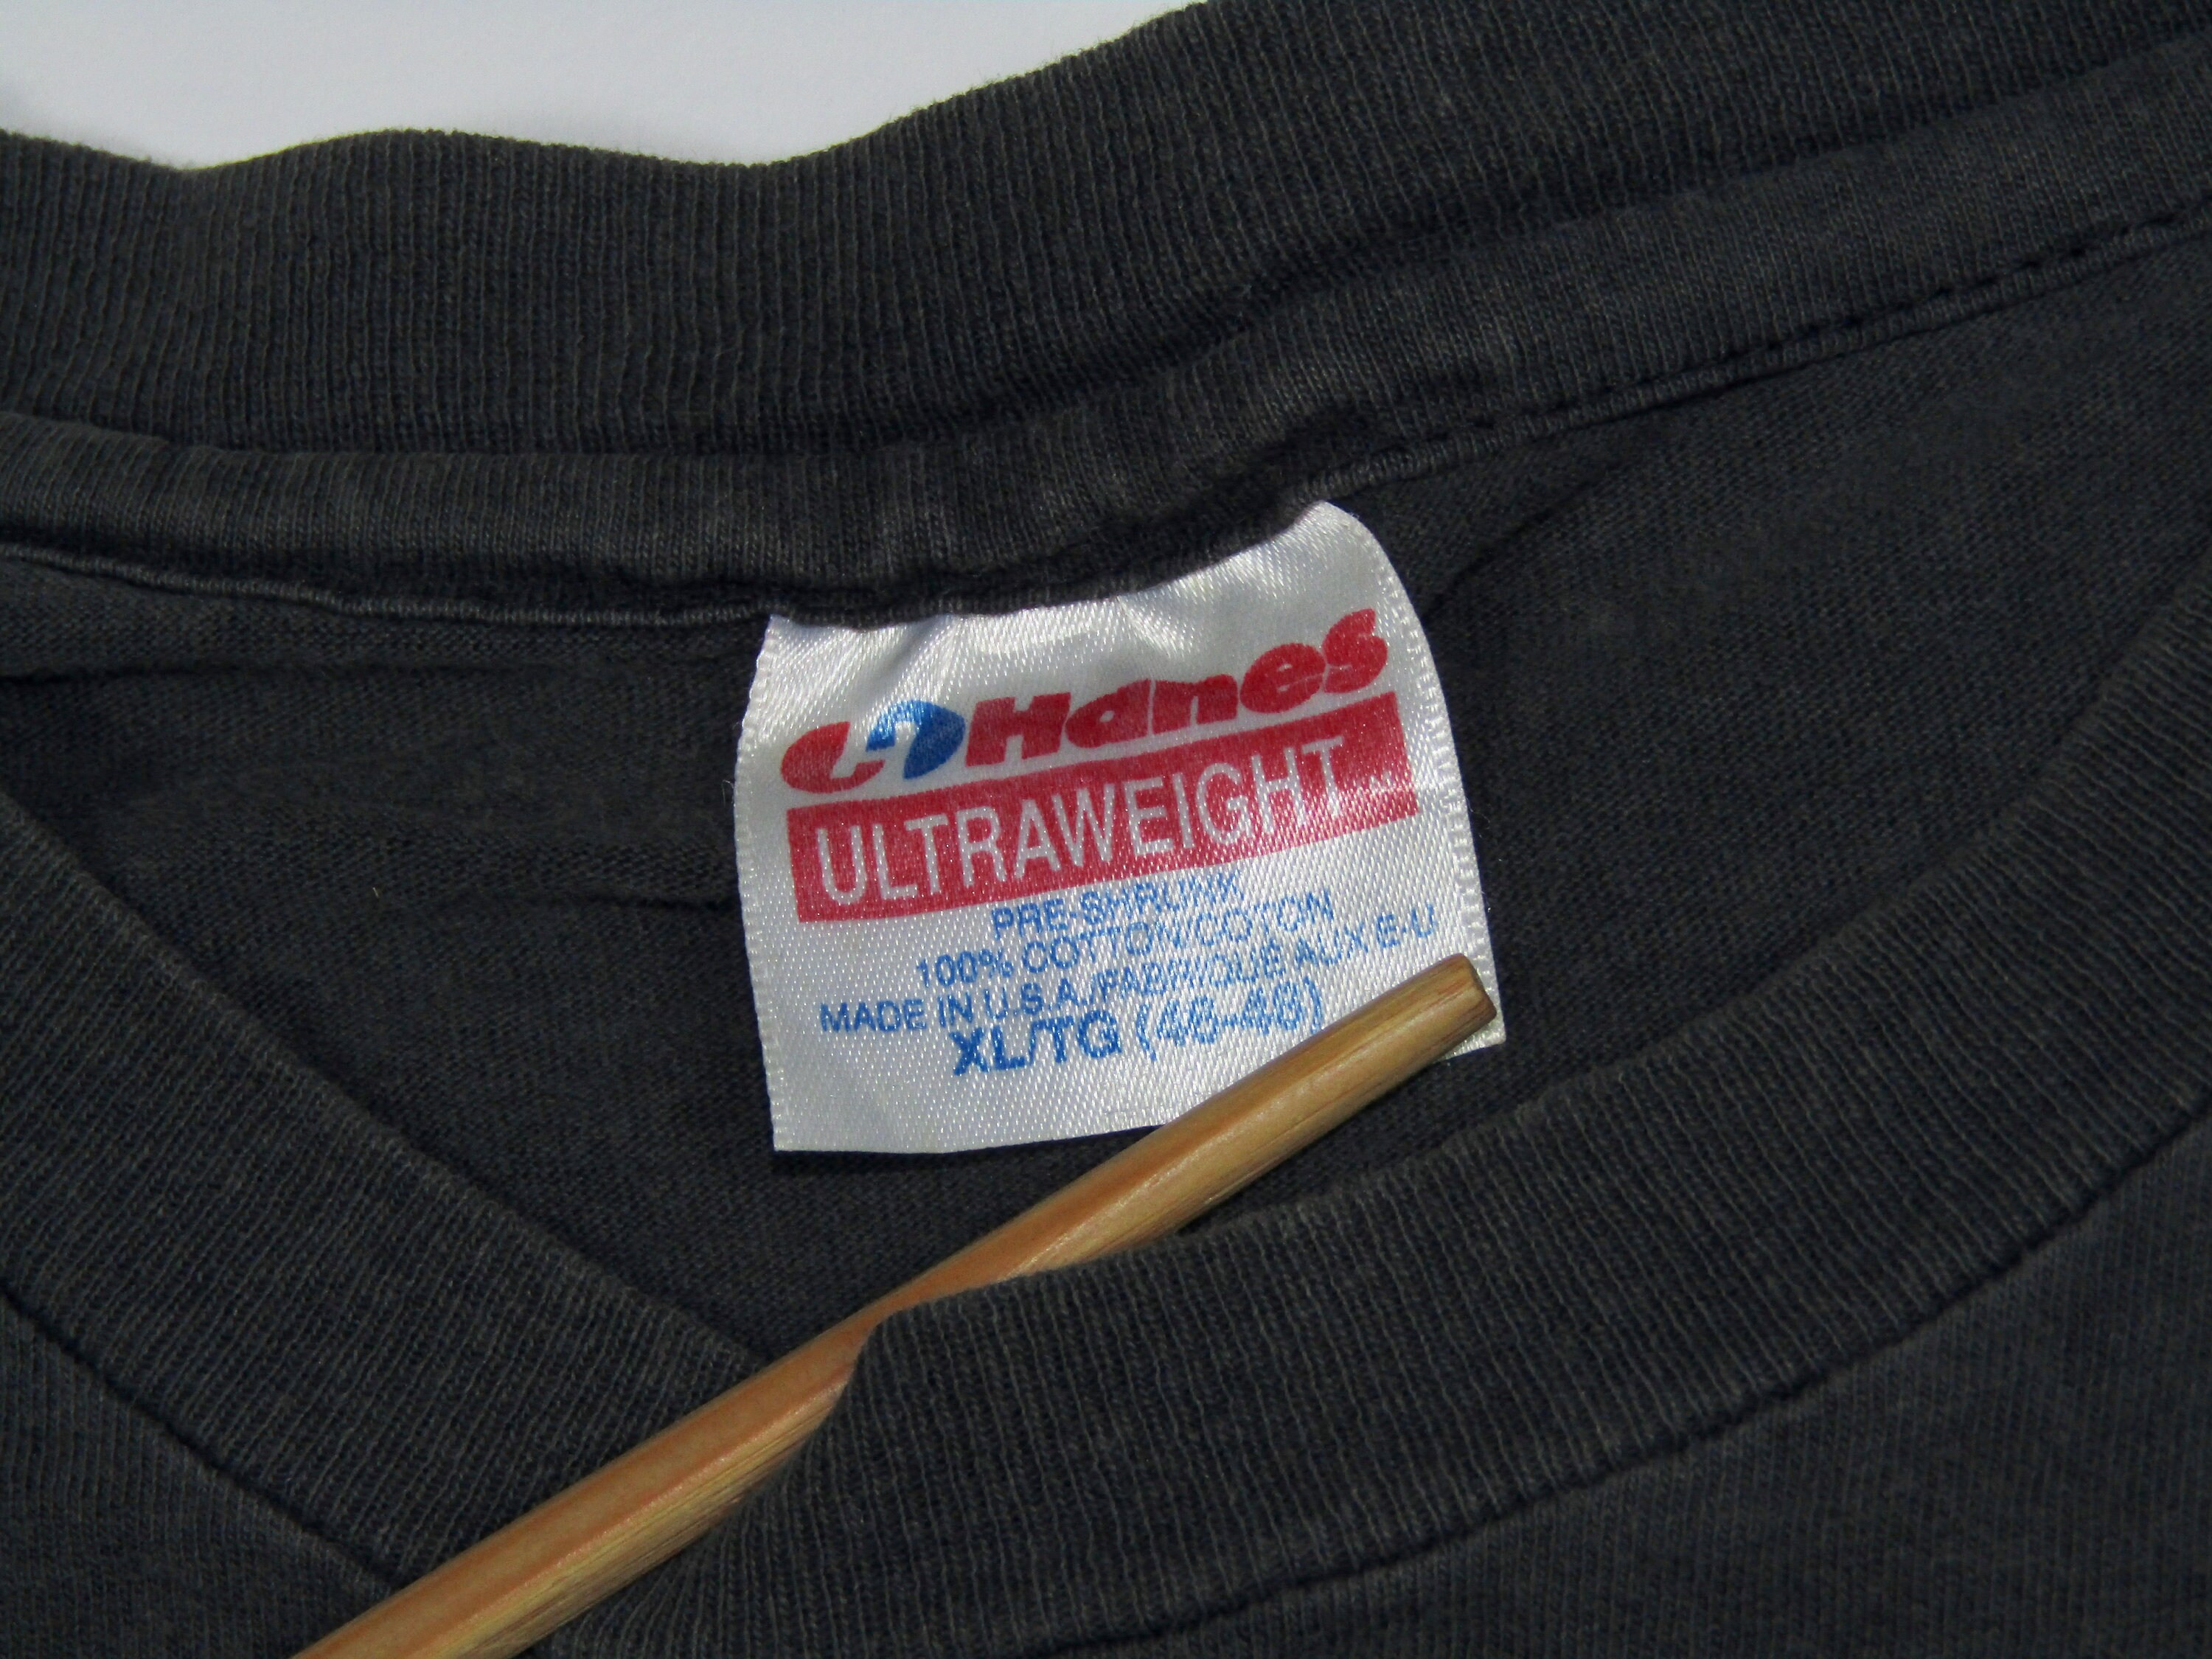 Hanes
ULTRAWEIGHT
PRE-SHRUNK
100% COTTON/COTON
MADE IN U.S.A./FABRIQUÉ AUX E-U
XL/TG (46-48)